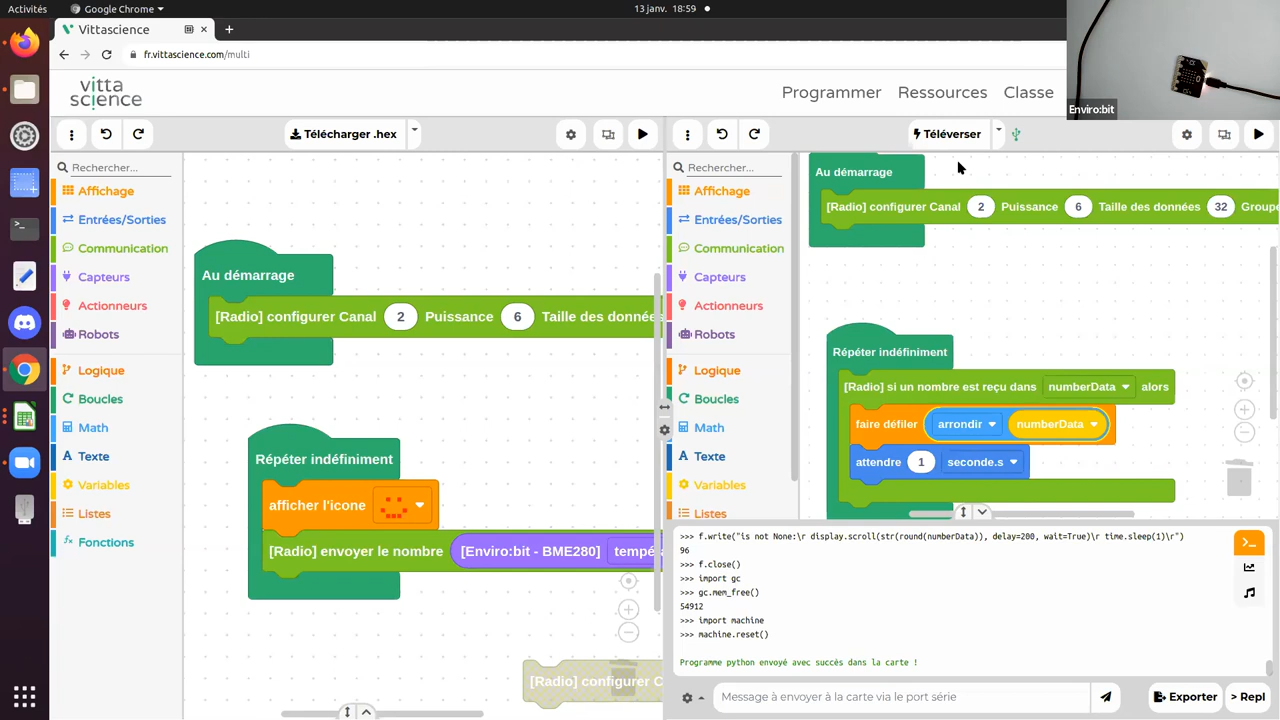 Activités
Google Chrome
13 janv. 18:59
Vittascience
fr.vittascience.com/multi
Enviro:bit
vitta
science
Programmer
Ressources
Classe
Télécharger .hex
Téléverser
Rechercher...
Affichage
Entrées/Sorties
Communication
Capteurs
Actionneurs
Robots
Logique
Boucles
Math
Texte
Variables
Listes
Fonctions
Au démarrage
[Radio] configurer Canal 2 Puissance 6 Taille des donnée
Répéter indéfiniment
afficher l'icone
[Radio] envoyer le nombre [Enviro:bit - BME280] tempé
[Radio] configurer C
Rechercher...
Affichage
Entrées/Sorties
Communication
Capteurs
Actionneurs
Robots
Logique
Boucles
Math
Texte
Variables
Listes
Au démarrage
[Radio] configurer Canal 2 Puissance 6 Taille des données 32 Groupe
Répéter indéfiniment
[Radio] si un nombre est reçu dans numberData alors
faire défiler arrondir numberData
attendre 1 seconde.s
>>> f.write("is not None:\r display.scroll(str(round(numberData)), delay=200, wait=True)\r time.sleep(1)\r")
96
>>> f.close()
>>> import gc
>>> gc.mem_free()
54912
>>> import machine
>>> machine.reset()
Programme python envoyé avec succès dans la carte !
Message à envoyer à la carte via le port série
Exporter
> Repl